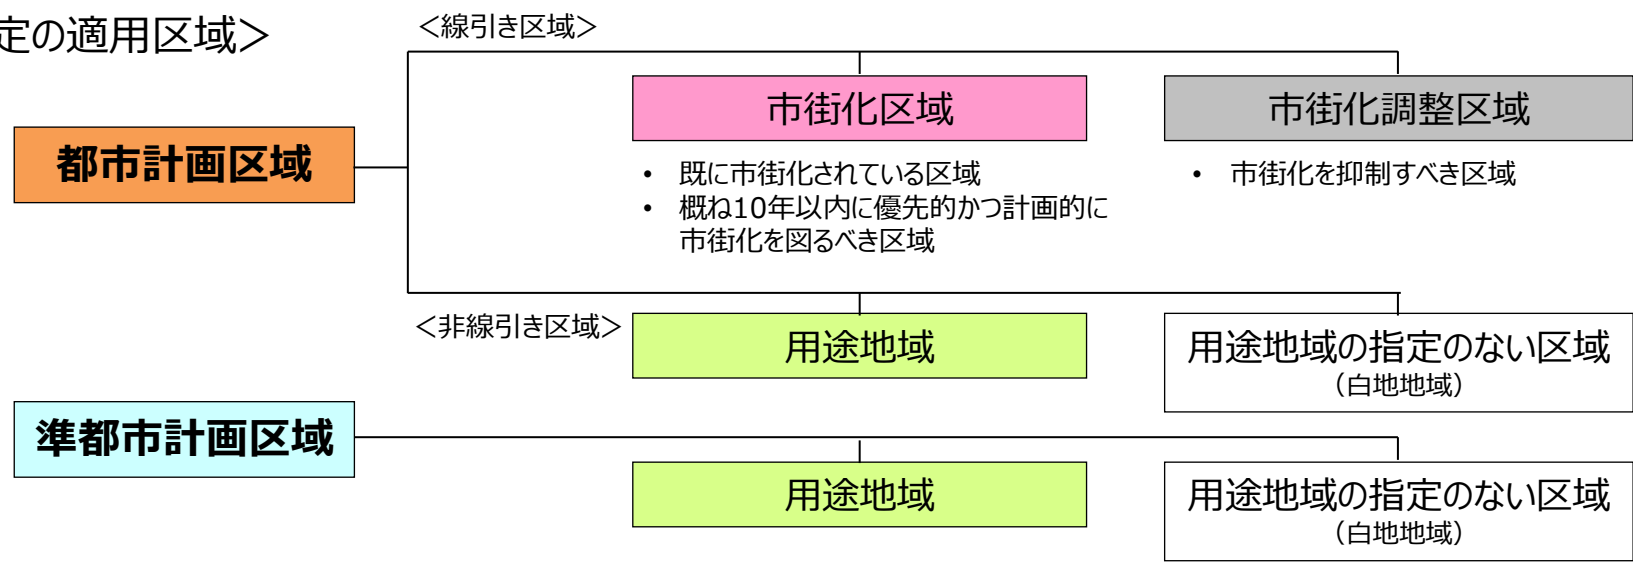 定の適用区域＞
＜線引き区域＞
市街化区域
市街化調整区域
都市計画区域
• 既に市街化されている区域
• 概ね10年以内に優先的かつ計画的に
市街化を図るべき区域
• 市街化を抑制すべき区域
＜非線引き区域＞
用途地域
用途地域の指定のない区域
（白地地域）
準都市計画区域
用途地域
用途地域の指定のない区域
（白地地域）